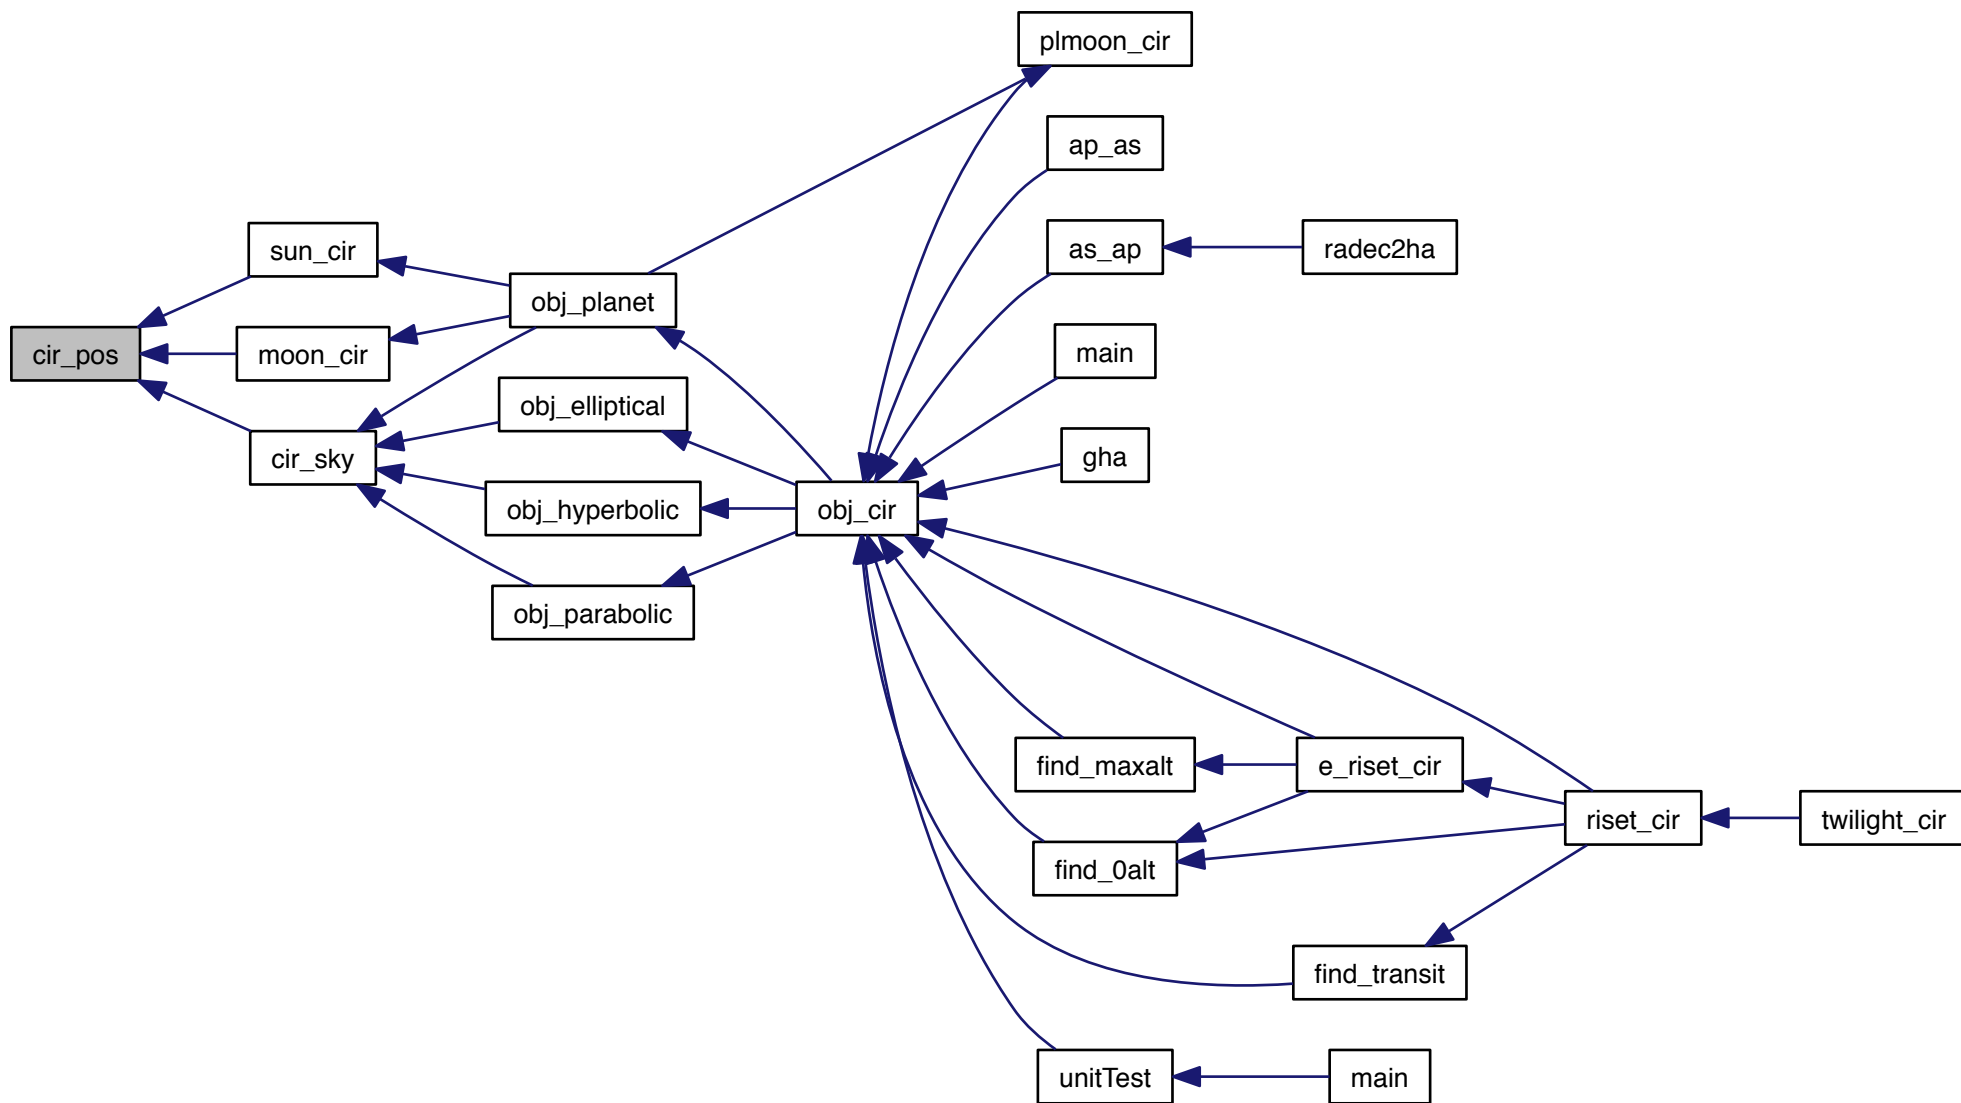 plmoon_cir
ap_as
sun_cir
as_ap
radec2ha
obj_planet
cir_pos
moon_cir
main
obj_elliptical
cir_sky
gha
obj_hyperbolic
obj_cir
obj_parabolic
find_maxalt
e_riset_cir
riset_cir
twilight_cir
find_0alt
find_transit
unitTest
main